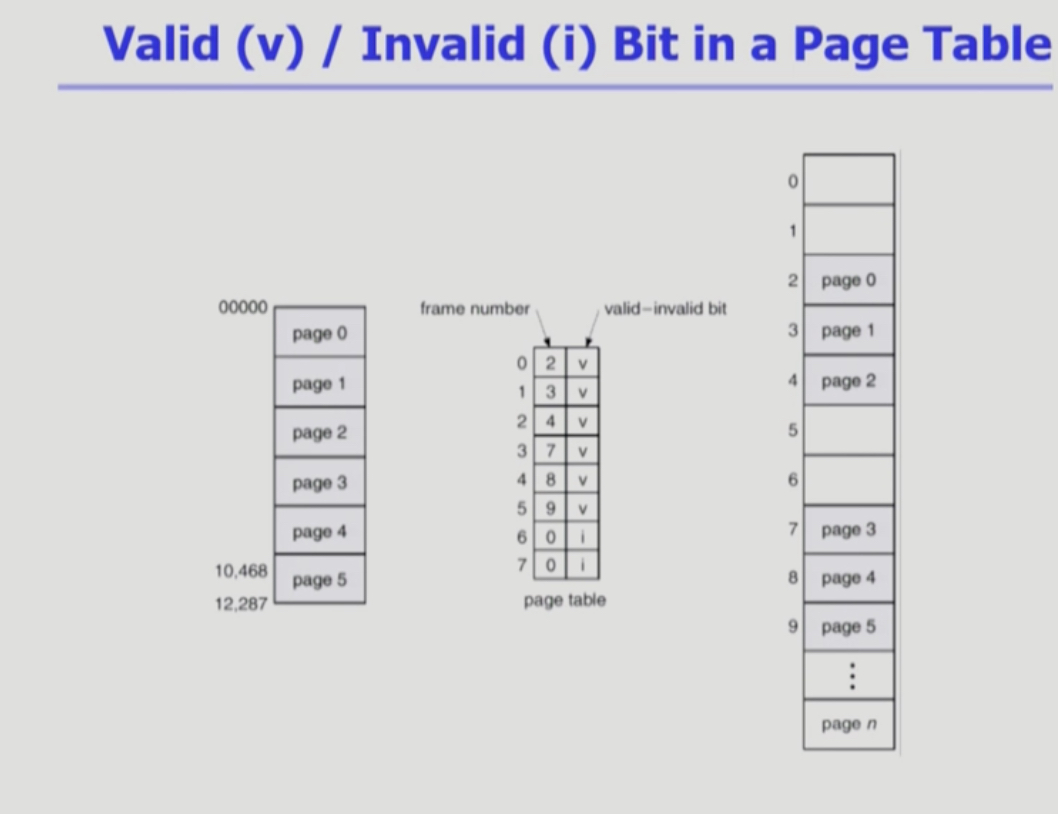 Valid (v) / Invalid (i) Bit in a Page Table
00000
page 0
page 1
page 2
page 3
page 4
10,468
page 5
12,287
frame number
valid–invalid bit
0 2 v
1 3 v
2 4 v
3 7 v
4 8 v
5 9 v
6 0 i
7 0 i
page table
0
1
2 page 0
3 page 1
4 page 2
5
6
7 page 3
8 page 4
9 page 5
⋮
page n